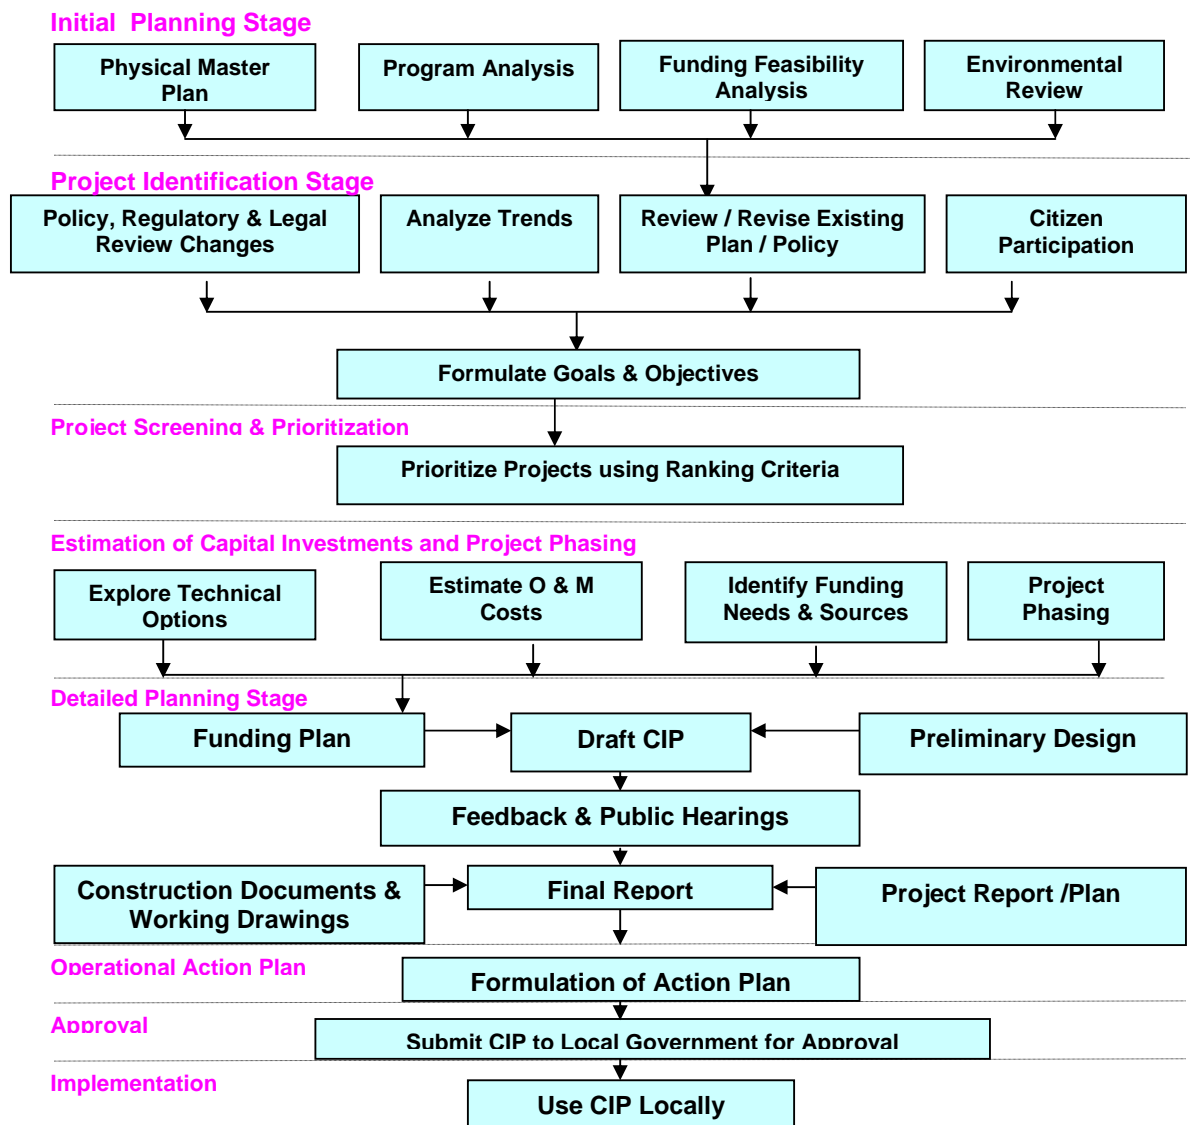 Initial Planning Stage
Physical Master
Plan
Program Analysis
Funding Feasibility
Analysis
Environmental
Review
Project Identification Stage
Policy, Regulatory & Legal
Review Changes
Analyze Trends
Review / Revise Existing
Plan / Policy
Citizen
Participation
Formulate Goals & Objectives
Project Screening & Prioritization
Prioritize Projects using Ranking Criteria
Estimation of Capital Investments and Project Phasing
Explore Technical
Options
Estimate O & M
Costs
Identify Funding
Needs & Sources
Project
Phasing
Detailed Planning Stage
Funding Plan
Draft CIP
Preliminary Design
Feedback & Public Hearings
Construction Documents &
Working Drawings
Final Report
Project Report /Plan
Operational Action Plan
Formulation of Action Plan
Approval
Submit CIP to Local Government for Approval
Implementation
Use CIP Locally